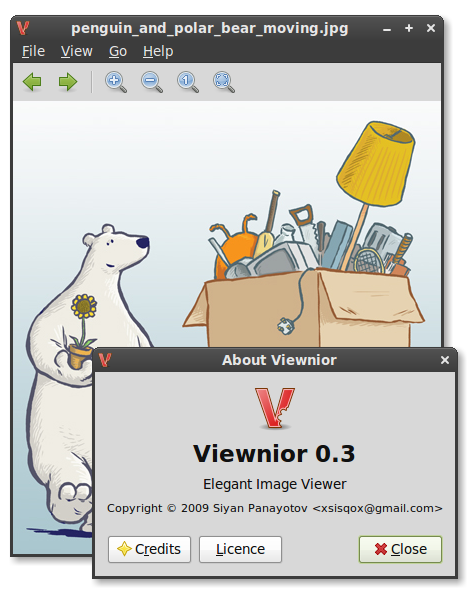 penguin_and_polar_bear_moving.jpg
File View Go Help
1
About Viewnior
Viewnior 0.3
Elegant Image Viewer
Copyright © 2009 Siyan Panayotov <xsisqox@gmail.com>
Credits Licence Close